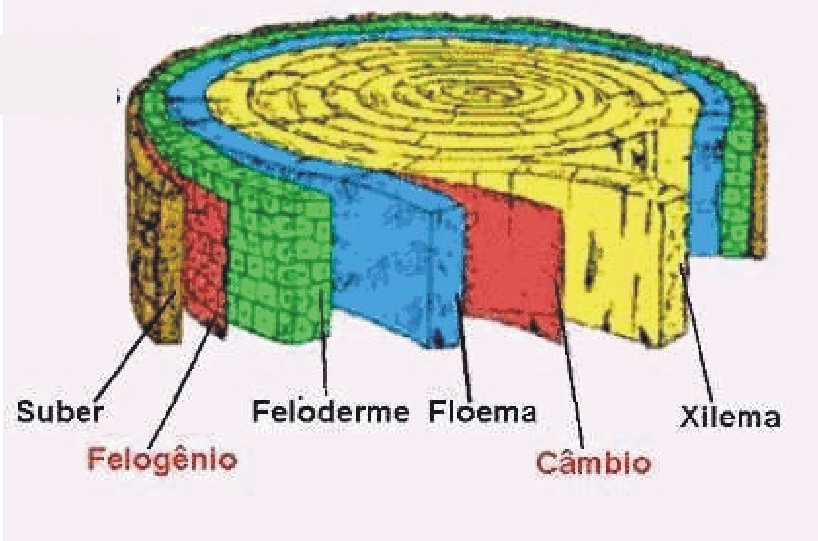 Suber
Feloderme
Floema
Xilema
Felogênio
Câmbio